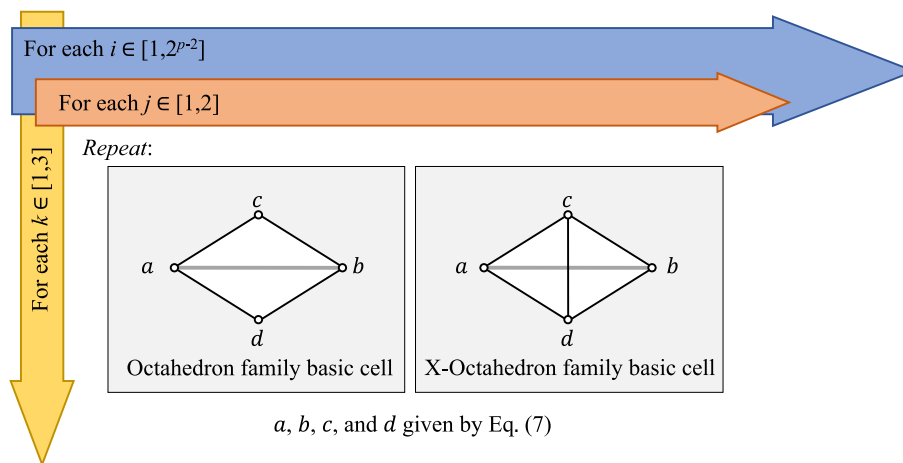 For each i ∈ [1,2^{p-2}]
For each j ∈ [1,2]
For each k ∈ [1,3]
Repeat:
c
a
b
d
Octahedron family basic cell
c
a
b
d
X-Octahedron family basic cell
a, b, c, and d given by Eq. (7)